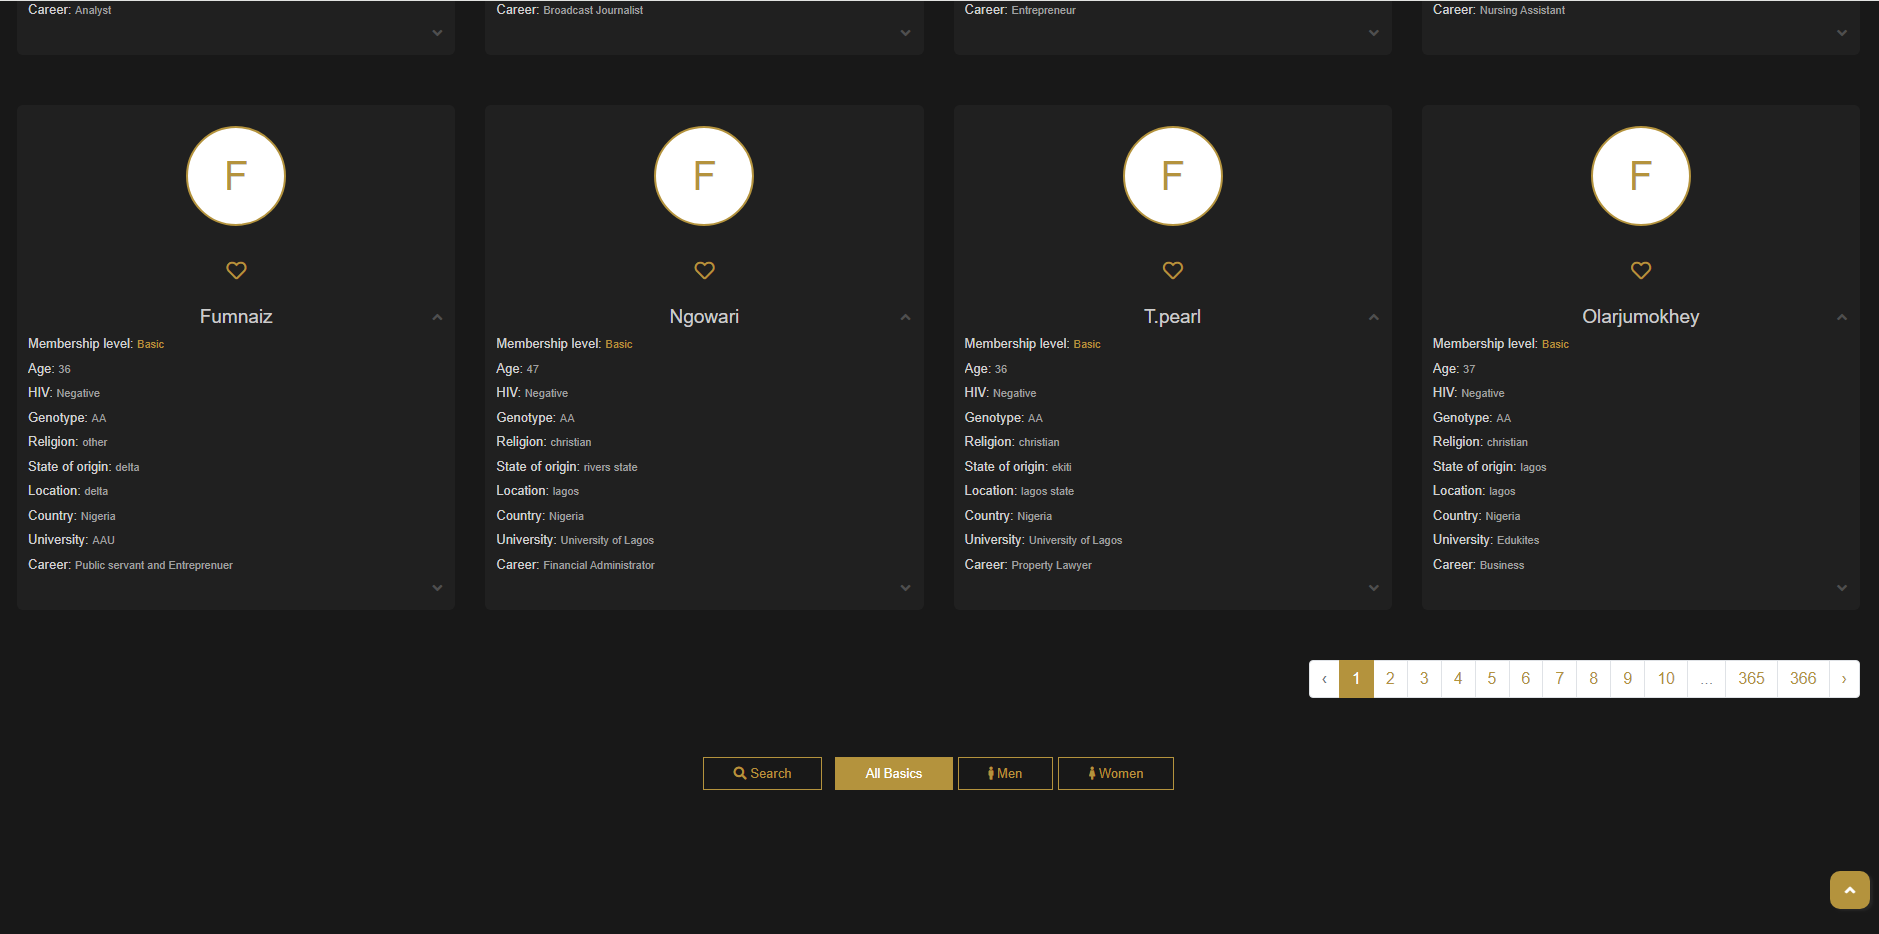 Career: Analyst
Career: Broadcast Journalist
Career: Entrepreneur
Career: Nursing Assistant
F
Fumnaiz
Membership level: Basic
Age: 36
HIV: Negative
Genotype: AA
Religion: other
State of origin: delta
Location: delta
Country: Nigeria
University: AAU
Career: Public servant and Entreprenuer
F
Ngowari
Membership level: Basic
Age: 47
HIV: Negative
Genotype: AA
Religion: christian
State of origin: rivers state
Location: lagos
Country: Nigeria
University: University of Lagos
Career: Financial Administrator
F
T.pearl
Membership level: Basic
Age: 36
HIV: Negative
Genotype: AA
Religion: christian
State of origin: ekiti
Location: lagos state
Country: Nigeria
University: University of Lagos
Career: Property Lawyer
F
Olarjumokhey
Membership level: Basic
Age: 37
HIV: Negative
Genotype: AA
Religion: christian
State of origin: lagos
Location: lagos
Country: Nigeria
University: Edukites
Career: Business
‹ 1 2 3 4 5 6 7 8 9 10 ... 365 366 ›
Search All Basics Men Women